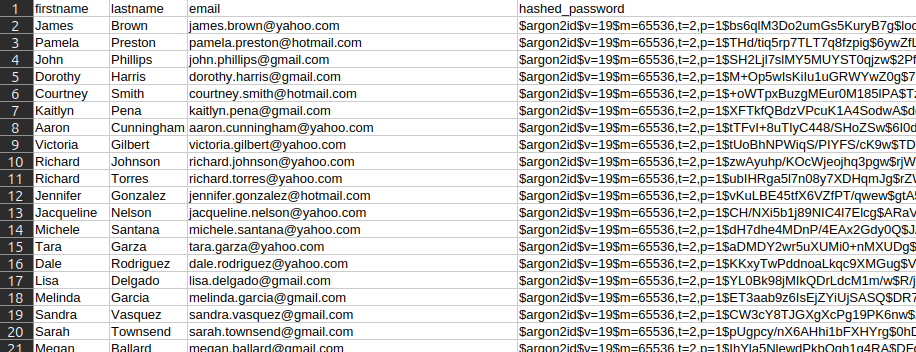 1 firstname lastname email hashed_password
2 James Brown james.brown@yahoo.com $argon2id$v=19$m=65536,t=2,p=1$bs6qlM3Do2umGs5KuryB7g$loc
3 Pamela Preston pamela.preston@hotmail.com $argon2id$v=19$m=65536,t=2,p=1$THd/tiq5rp7TLT7q8fzpig$6ywZfL
4 John Phillips john.phillips@gmail.com $argon2id$v=19$m=65536,t=2,p=1$SH2LjI7slMY5MUYST0qjzw$2Pf
5 Dorothy Harris dorothy.harris@gmail.com $argon2id$v=19$m=65536,t=2,p=1$M+Op5wIsKiIu1uGRWYwZ0g$7
6 Courtney Smith courtney.smith@hotmail.com $argon2id$v=19$m=65536,t=2,p=1$+oWTpxBuzgMEur0M185IPA$Tz
7 Kaitlyn Pena kaitlyn.pena@gmail.com $argon2id$v=19$m=65536,t=2,p=1$XFTkfQBdzVPcuK1A4SodwA$d
8 Aaron Cunningham aaron.cunningham@yahoo.com $argon2id$v=19$m=65536,t=2,p=1$tTFvI+8uTIyC448/SHoZSw$6I0d
9 Victoria Gilbert victoria.gilbert@yahoo.com $argon2id$v=19$m=65536,t=2,p=1$tUoBhNPWiqS/PIYFS/cK9w$TD
10 Richard Johnson richard.johnson@yahoo.com $argon2id$v=19$m=65536,t=2,p=1$zwAyuhp/KOcWjeojhq3pgw$rjW
11 Richard Torres richard.torres@yahoo.com $argon2id$v=19$m=65536,t=2,p=1$ubIHRga5l7n08y7XDHqmJg$rZV
12 Jennifer Gonzalez jennifer.gonzalez@hotmail.com $argon2id$v=19$m=65536,t=2,p=1$vKuLBE45tfX6VZfPT/qwew$gtA
13 Jacqueline Nelson jacqueline.nelson@yahoo.com $argon2id$v=19$m=65536,t=2,p=1$CH/NXi5b1j89NIC4l7Elcg$ARaV
14 Michele Santana michele.santana@yahoo.com $argon2id$v=19$m=65536,t=2,p=1$dH7dhe4MDnP/4EAx2Gdy0Q$J
15 Tara Garza tara.garza@yahoo.com $argon2id$v=19$m=65536,t=2,p=1$aDMDY2wr5uXUMi0+nMXUDg$
16 Dale Rodriguez dale.rodriguez@yahoo.com $argon2id$v=19$m=65536,t=2,p=1$KKxyTwPddnoaLkqc9XMGug$V
17 Lisa Delgado lisa.delgado@gmail.com $argon2id$v=19$m=65536,t=2,p=1$YL0Bk98jMIkQDrLdcM1m/w$R/j
18 Melinda Garcia melinda.garcia@gmail.com $argon2id$v=19$m=65536,t=2,p=1$ET3aab9z6IsEjZYiUjSASQ$DR7
19 Sandra Vasquez sandra.vasquez@gmail.com $argon2id$v=19$m=65536,t=2,p=1$CW3cY8TJGXgXcPg19PK6nw$
20 Sarah Townsend sarah.townsend@gmail.com $argon2id$v=19$m=65536,t=2,p=1$pUgpcy/nX6AHhi1bFXHYrg$0hD
21 Megan Ballard megan.ballard@gmail.com